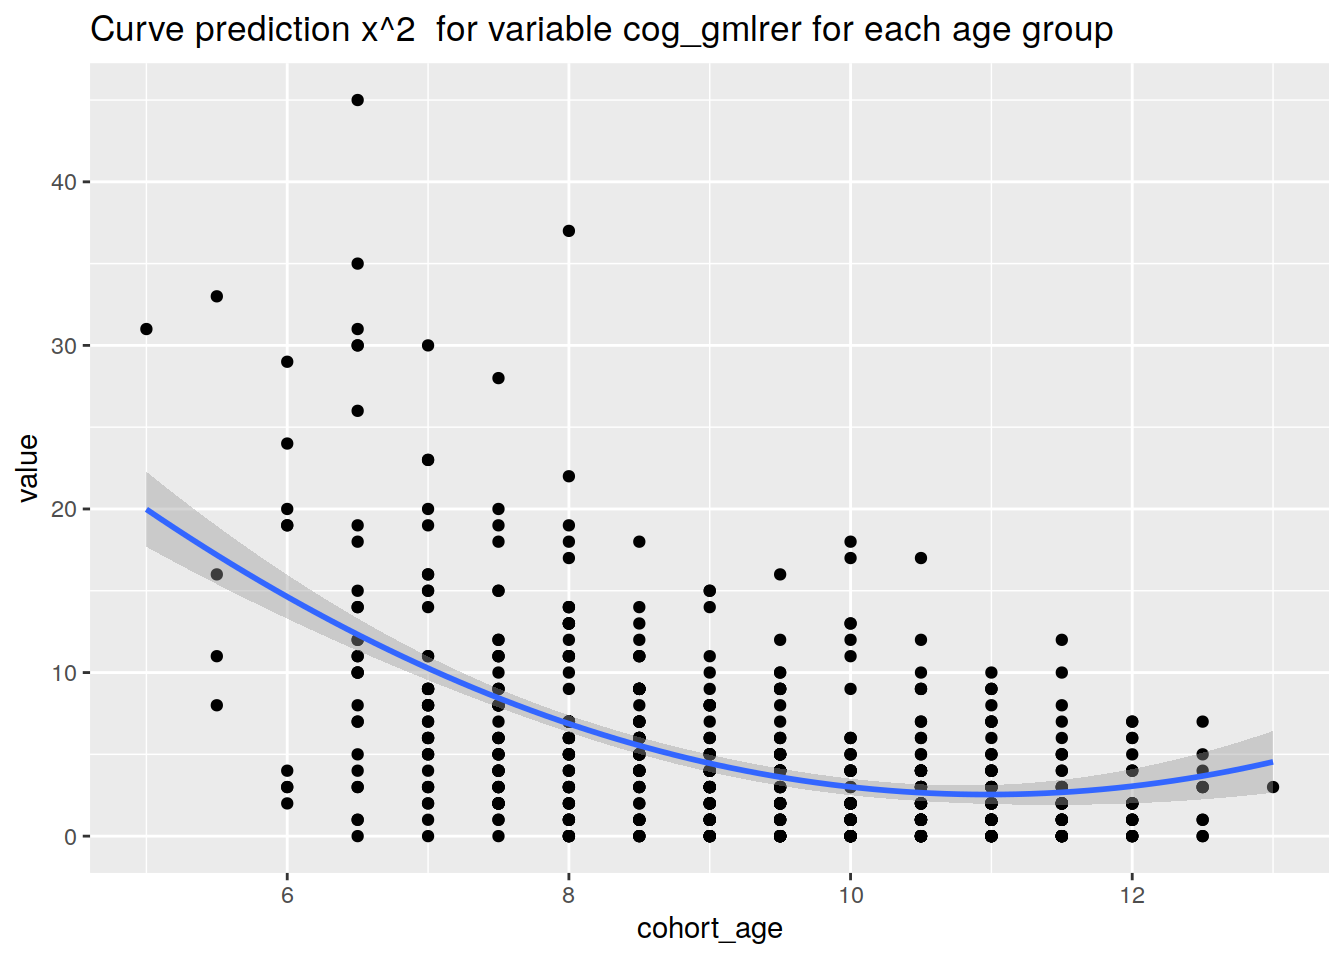 Curve prediction x^2  for variable cog_gmlrer for each age group
40
30
20
10
0
value
6 8 10 12
cohort_age